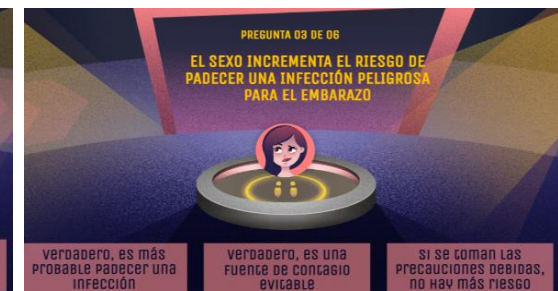 PREGUNTA 03 DE 06
EL SEXO INCREMENTA EL RIESGO DE
PADECER UNA INFECCIÓN PELIGROSA
PARA EL EMBARAZO
verdadero, es más
probable padecer una
infección
verdadero, es una
fuente de contagio
evitable
si se toman las
precauciones debidas,
no hay más riesgo